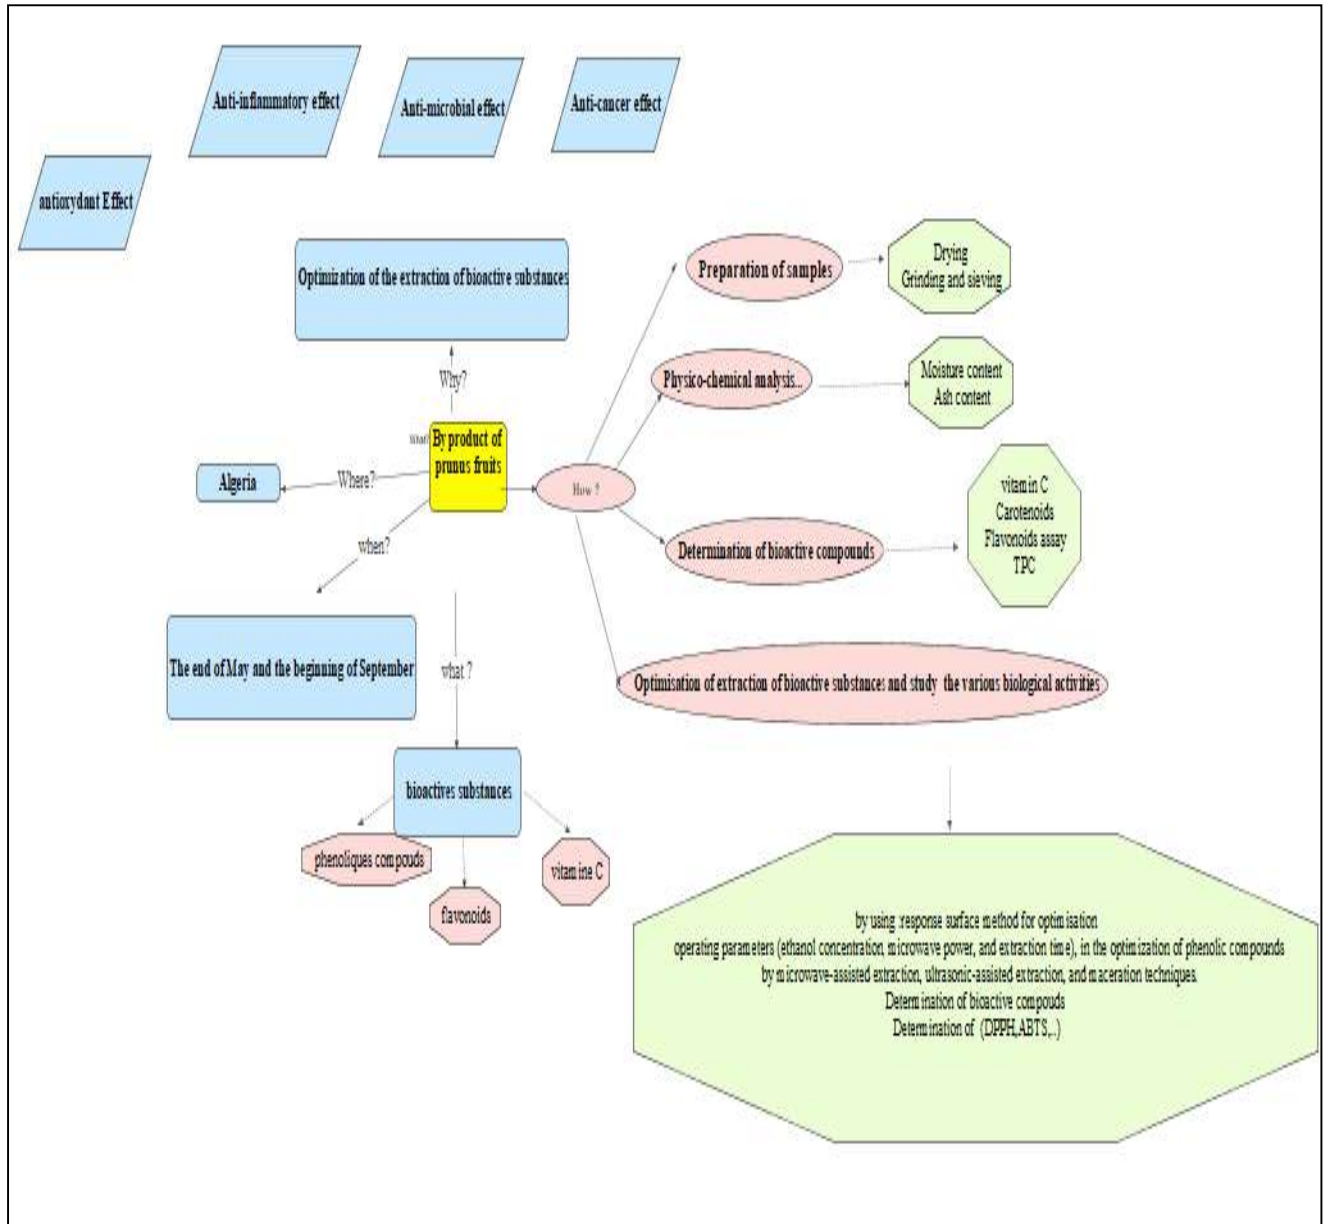 Anti-inflammatory effect
Anti-microbial effect
Anti-cancer effect
antioxydant Effect
Optimization of the extraction of bioactive substances
Preparation of samples
Drying
Grinding and sieving
Physico-chemical analysis...
Moisture content
Ash content
Why?
What?
By product of
prunus fruits
Where?
Algeria
How ?
when?
vitamin C
Carotenoids
Flavonoids assay
TPC
Determination of bioactive compounds
The end of May and the beginning of September
what ?
Optimisation of extraction of bioactive substances and study the various biological activities
bioactives substances
phenoliques compouds
flavonoids
vitamine C
by using :response surface method for optimisation
operating parameters (ethanol concentration, microwave power, and extraction time), in the optimization of phenolic compounds
by microwave-assisted extraction, ultrasonic-assisted extraction, and maceration techniques.
Determination of bioactive compouds
Determination of (DPPH,ABTS,..)